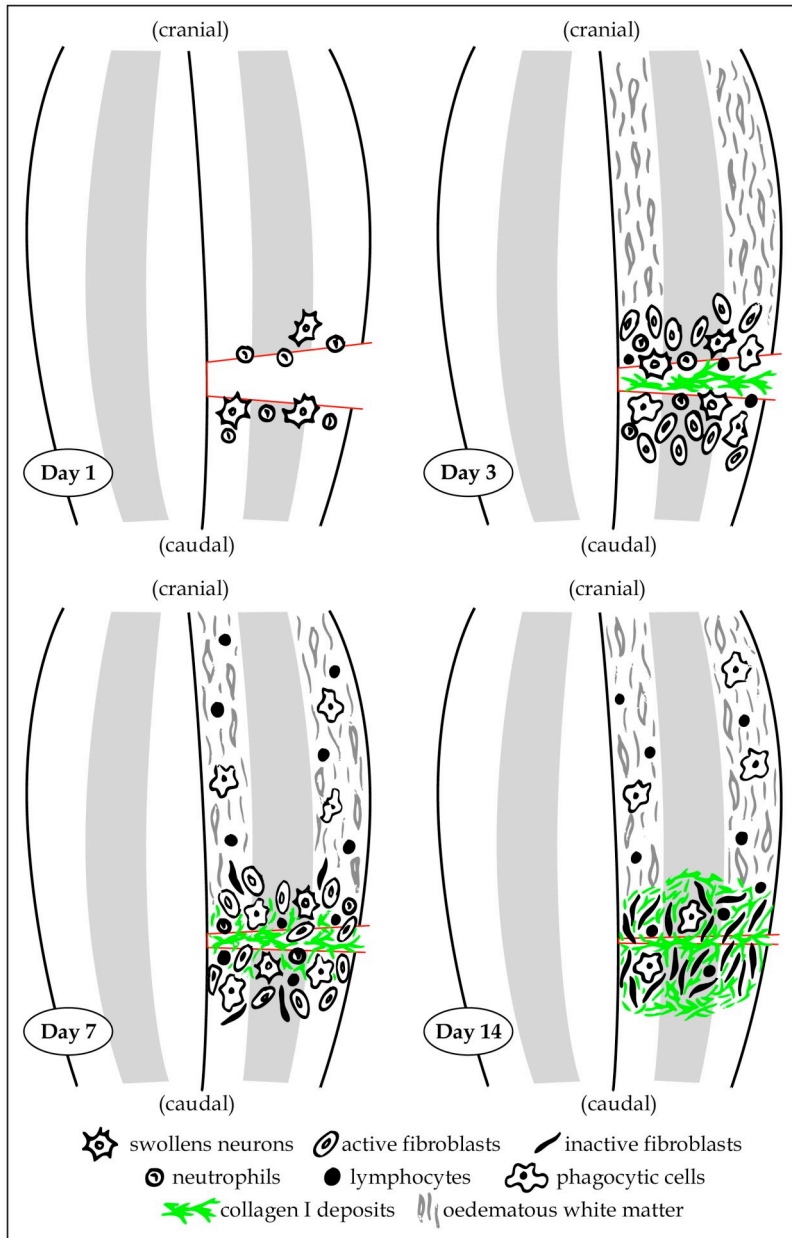 (cranial) (cranial)
Day 1 Day 3
(caudal) (caudal)
(cranial) (cranial)
Day 7 Day 14
(caudal) (caudal)
swollens neurons active fibroblasts inactive fibroblasts
neutrophils lymphocytes phagocytic cells
collagen I deposits oedematous white matter